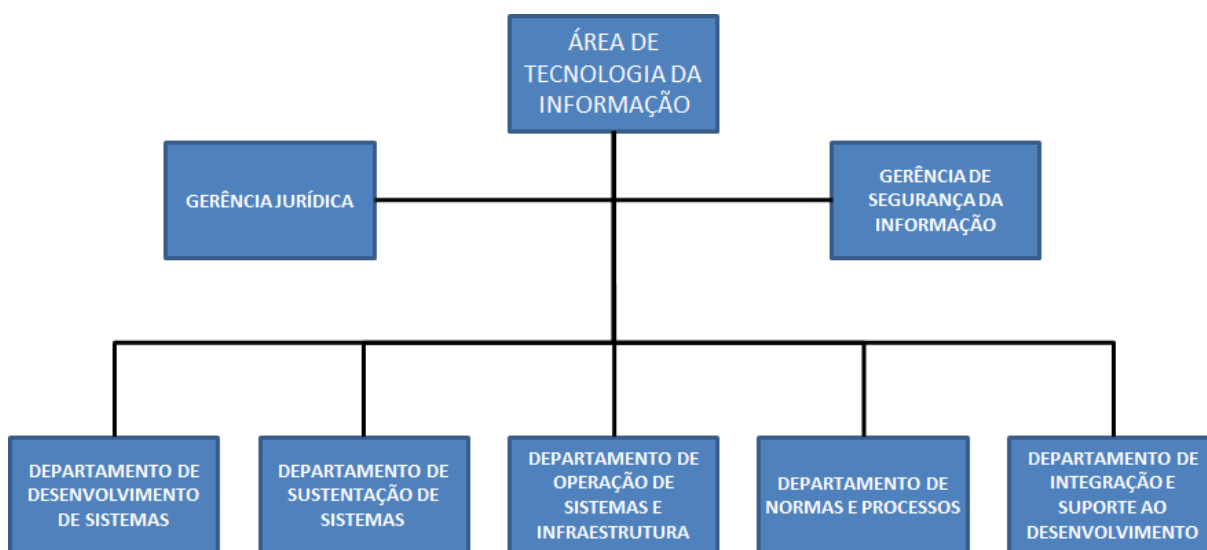 ÁREA DE
TECNOLOGIA DA
INFORMAÇÃO
GERÊNCIA JURÍDICA
GERÊNCIA DE
SEGURANÇA DA
INFORMAÇÃO
DEPARTAMENTO DE
DESENVOLVIMENTO
DE SISTEMAS
DEPARTAMENTO DE
SUSTENTAÇÃO DE
SISTEMAS
DEPARTAMENTO DE
OPERAÇÃO DE
SISTEMAS E
INFRAESTRUTURA
DEPARTAMENTO DE
NORMAS E PROCESSOS
DEPARTAMENTO DE
INTEGRAÇÃO E
SUPORTE AO
DESENVOLVIMENTO